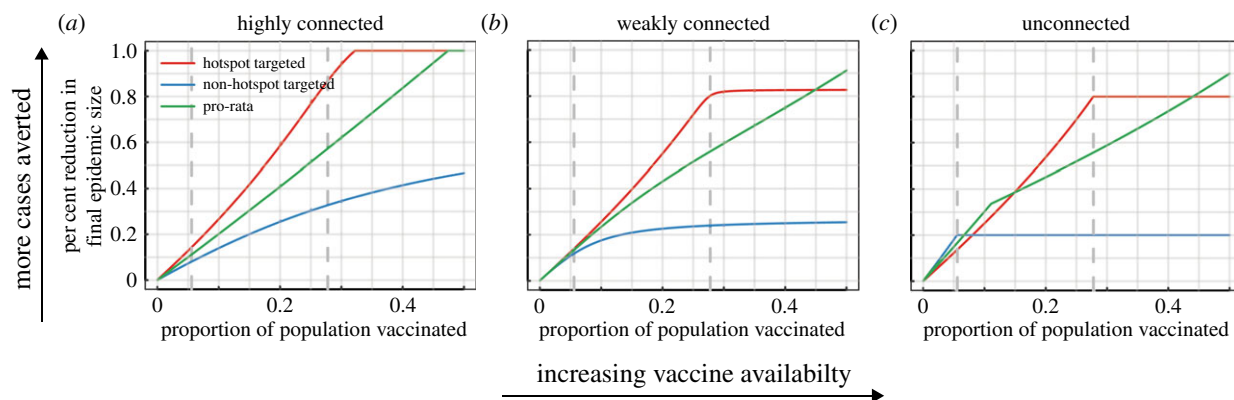 (a) highly connected
(b) weakly connected
(c) unconnected
more cases averted
per cent reduction in
final epidemic size
1.0
0.8
0.6
0.4
0.2
0
hotspot targeted
non-hotspot targeted
pro-rata
0 0.2 0.4
proportion of population vaccinated
0 0.2 0.4
proportion of population vaccinated
0 0.2 0.4
proportion of population vaccinated
increasing vaccine availabilty